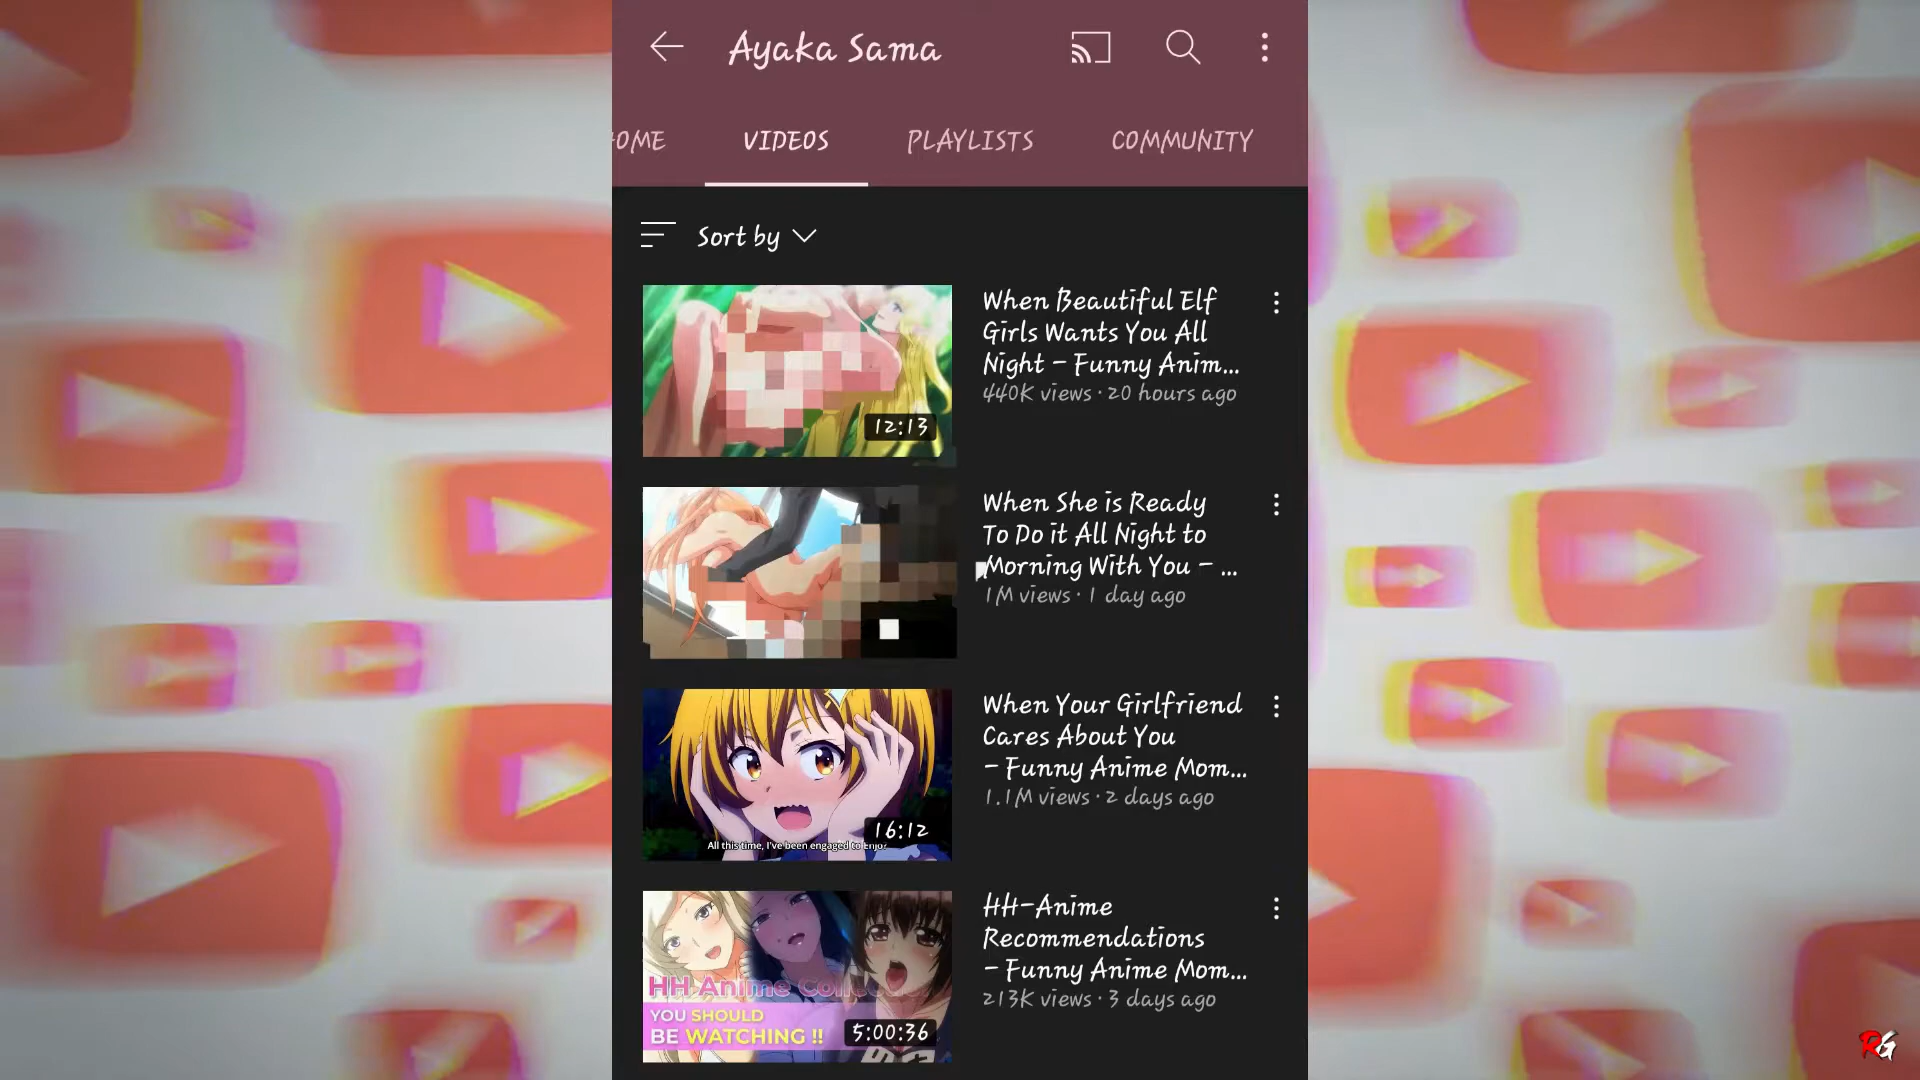 Ayaka Sama
HOME
VIDEOS
PLAYLISTS
COMMUNITY
Sort by
When Beautiful Elf
Girls Wants You All
Night – Funny Anim...
440K views · 20 hours ago
12:13
When She is Ready
To Do it All Night to
Morning With You – ...
1M views · 1 day ago
When Your Girlfriend
Cares About You
– Funny Anime Mom...
1.1M views · 2 days ago
16:12
All this time, I've been engaged to Enjo?
HH-Anime
Recommendations
– Funny Anime Mom...
213K views · 3 days ago
HH Anime
YOU SHOULD
BE WATCHING !!
5:00:36
RG